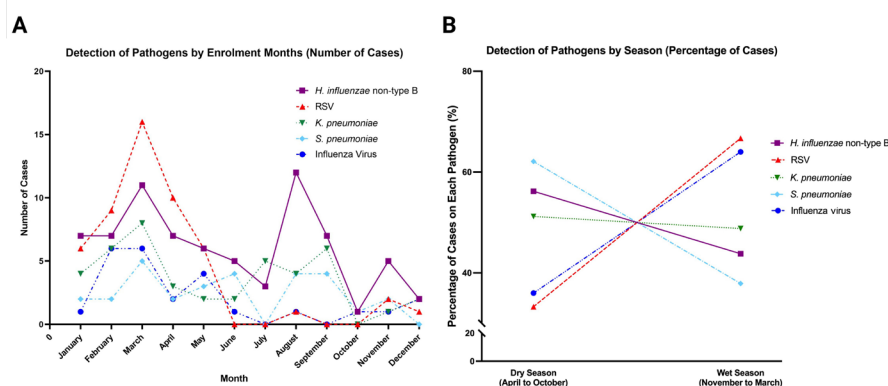 A
Detection of Pathogens by Enrolment Months (Number of Cases)
Number of Cases
20
15
10
5
0
0
January
February
March
April
May
June
July
August
September
October
November
December
Month
H. influenzae non-type B
RSV
K. pneumoniae
S. pneumoniae
Influenza Virus
B
Detection of Pathogens by Season (Percentage of Cases)
Percentage of Cases on Each Pathogen (%)
80
60
40
20
0
Dry Season
(April to October)
Wet Season
(November to March)
H. influenzae non-type B
RSV
K. pneumoniae
S. pneumoniae
Influenza virus